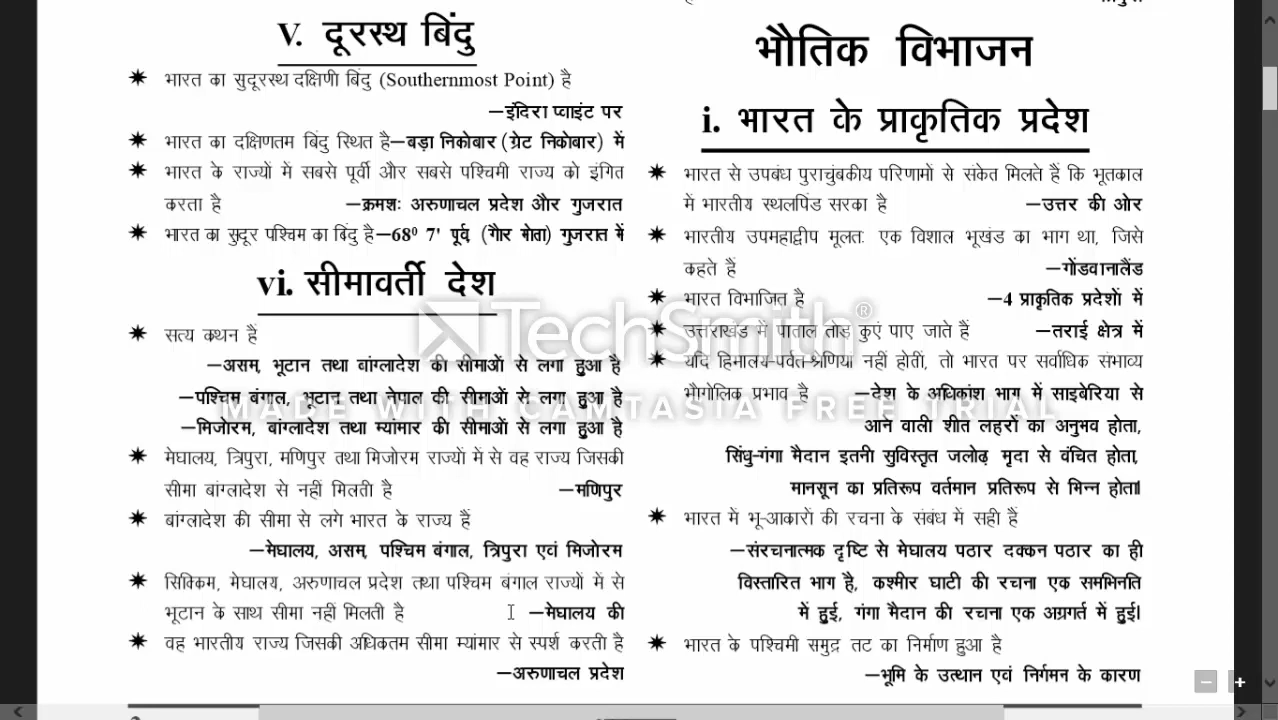 V. दूरस्थ बिंदु
✷ भारत का सुदूरस्थ दक्षिणी बिंदु (Southernmost Point) है
–इंदिरा प्वाइंट पर
✷ भारत का दक्षिणतम बिंदु स्थित है–बड़ा निकोबार (ग्रेट निकोबार) में
✷ भारत के राज्यों में सबसे पूर्वी और सबसे पश्चिमी राज्य को इंगित
करता है –क्रमशः अरुणाचल प्रदेश और गुजरात
✷ भारत का सुदूर पश्चिम का बिंदु है–68⁰ 7' पूर्व, (गौर मोता) गुजरात में
vi. सीमावर्ती देश
✷ सत्य कथन हैं
–असम, भूटान तथा बांग्लादेश की सीमाओं से लगा हुआ है
–पश्चिम बंगाल, भूटान तथा नेपाल की सीमाओं से लगा हुआ है
–मिजोरम, बांग्लादेश तथा म्यांमार की सीमाओं से लगा हुआ है
✷ मेघालय, त्रिपुरा, मणिपुर तथा मिजोरम राज्यों में से वह राज्य जिसकी
सीमा बांग्लादेश से नहीं मिलती है –मणिपुर
✷ बांग्लादेश की सीमा से लगे भारत के राज्य हैं
–मेघालय, असम, पश्चिम बंगाल, त्रिपुरा एवं मिजोरम
✷ सिक्किम, मेघालय, अरुणाचल प्रदेश तथा पश्चिम बंगाल राज्यों में से
भूटान के साथ सीमा नहीं मिलती है –मेघालय की
✷ वह भारतीय राज्य जिसकी अधिकतम सीमा म्यांमार से स्पर्श करती है
–अरुणाचल प्रदेश
भौतिक विभाजन
i. भारत के प्राकृतिक प्रदेश
✷ भारत से उपबंध पुराचुंबकीय परिणामों से संकेत मिलते हैं कि भूतकाल
में भारतीय स्थलपिंड सरका है –उत्तर की ओर
✷ भारतीय उपमहाद्वीप मूलतः एक विशाल भूखंड का भाग था, जिसे
कहते हैं –गोंडवानालैंड
✷ भारत विभाजित है –4 प्राकृतिक प्रदेशों में
✷ उत्तराखंड में पाताल तोड़ कुएं पाए जाते हैं –तराई क्षेत्र में
✷ यदि हिमालय-पर्वत-श्रेणियां नहीं होतीं, तो भारत पर सर्वाधिक संभाव्य
भौगोलिक प्रभाव है –देश के अधिकांश भाग में साइबेरिया से
आने वाली शीत लहरों का अनुभव होता,
सिंधु-गंगा मैदान इतनी सुविस्तृत जलोढ़ मृदा से वंचित होता,
मानसून का प्रतिरूप वर्तमान प्रतिरूप से भिन्न होता।
✷ भारत में भू-आकारों की रचना के संबंध में सही हैं
–संरचनात्मक दृष्टि से मेघालय पठार दक्कन पठार का ही
विस्तारित भाग है, कश्मीर घाटी की रचना एक समभिनति
में हुई, गंगा मैदान की रचना एक अग्रगर्त में हुई।
✷ भारत के पश्चिमी समुद्र तट का निर्माण हुआ है
–भूमि के उत्थान एवं निर्गमन के कारण
TechSmith®
MADE WITH CAMTASIA FREE TRIAL